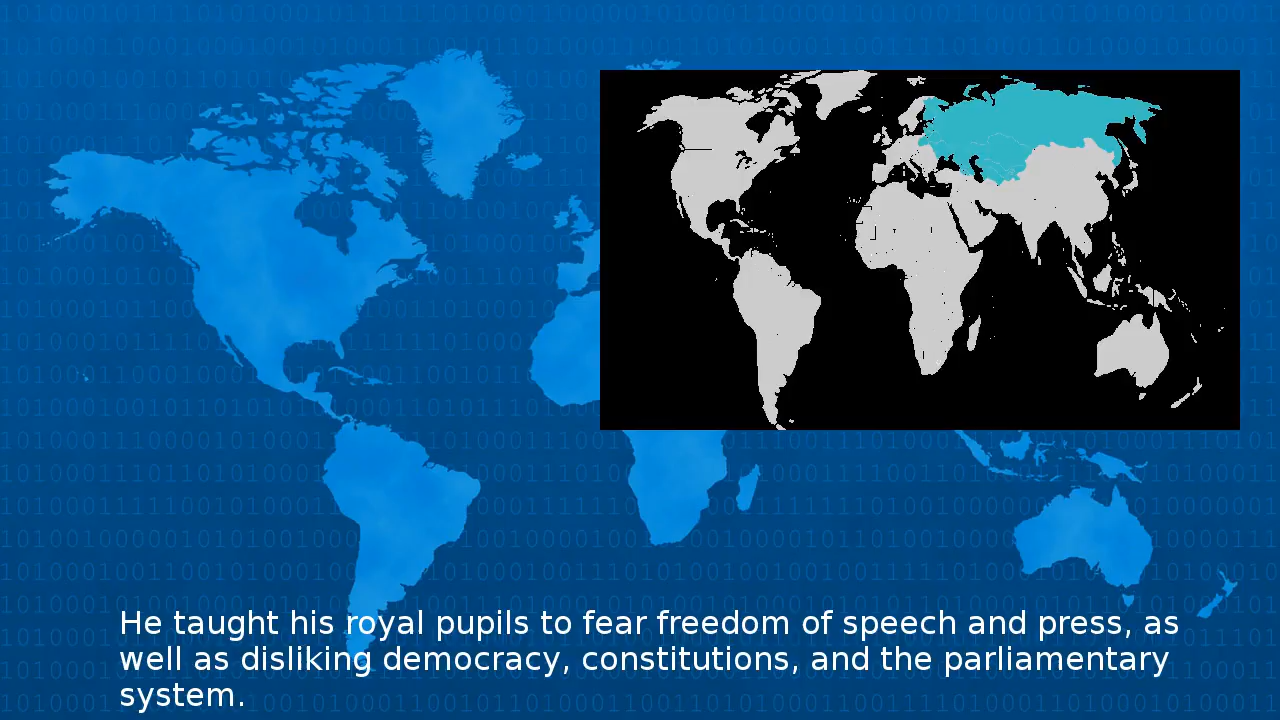 He taught his royal pupils to fear freedom of speech and press, as
well as disliking democracy, constitutions, and the parliamentary
system.